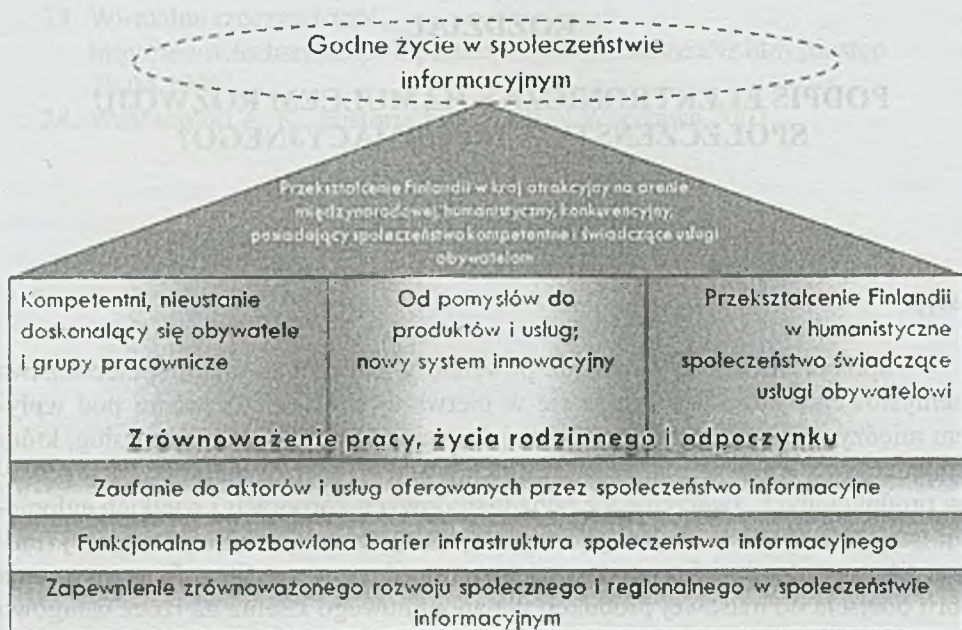 Godne życie w społeczeństwie
informacyjnym
Przekształcenie Finlandii w kraj atrakcyjny na arenie
międzynarodowej, humanistyczny, konkurencyjny,
posiadający społeczeństwo kompetentne i świadczące usługi
obywatelom
Kompetentni, nieustanie
doskonalący się obywatele
i grupy pracownicze
Od pomysłów do
produktów i usług;
nowy system innowacyjny
Przekształcenie Finlandii
w humanistyczne
społeczeństwo świadczące
usługi obywatelowi
Zrównoważenie pracy, życia rodzinnego i odpoczynku
Zaufanie do aktorów i usług oferowanych przez społeczeństwo informacyjne
Funkcjonalna i pozbawiona barier infrastruktura społeczeństwa informacyjnego
Zapewnienie zrównoważonego rozwoju społecznego i regionalnego w społeczeństwie
informacyjnym